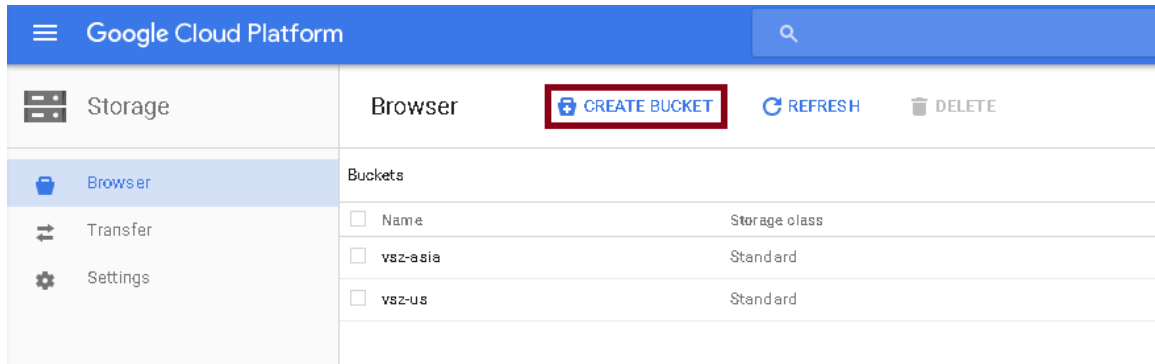 Google Cloud Platform
Storage
Browser CREATE BUCKET REFRESH DELETE
Browser
Transfer
Settings
Buckets
Name Storage class
vsz-asia Standard
vsz-us Standard